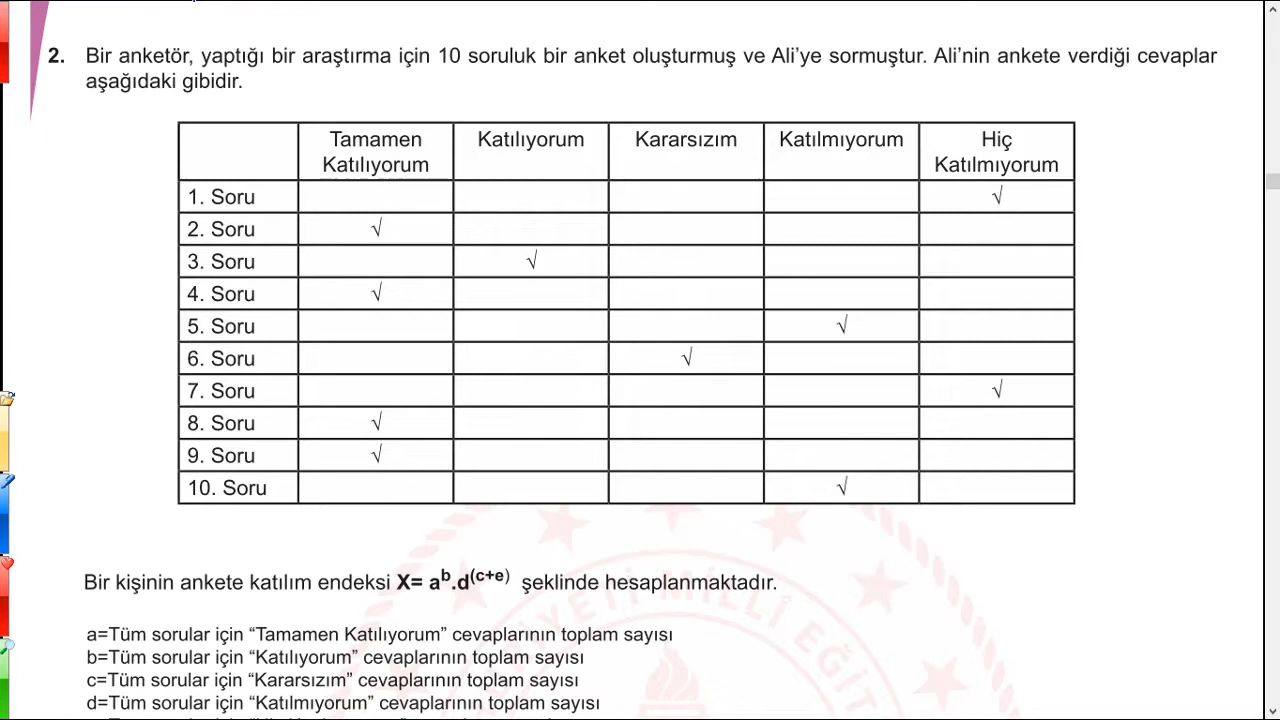 2. Bir anketör, yaptığı bir araştırma için 10 soruluk bir anket oluşturmuş ve Ali’ye sormuştur. Ali’nin ankete verdiği cevaplar
aşağıdaki gibidir.
Tamamen Katılıyorum Katılıyorum Kararsızım Katılmıyorum Hiç Katılmıyorum
1. Soru √
2. Soru √
3. Soru √
4. Soru √
5. Soru √
6. Soru √
7. Soru √
8. Soru √
9. Soru √
10. Soru √
Bir kişinin ankete katılım endeksi X= a^b.d^(c+e) şeklinde hesaplanmaktadır.
a=Tüm sorular için “Tamamen Katılıyorum” cevaplarının toplam sayısı
b=Tüm sorular için “Katılıyorum” cevaplarının toplam sayısı
c=Tüm sorular için “Kararsızım” cevaplarının toplam sayısı
d=Tüm sorular için “Katılmıyorum” cevaplarının toplam sayısı